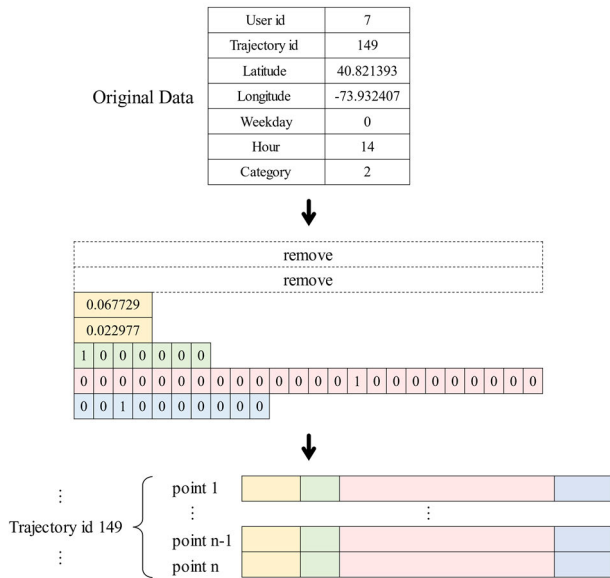 User id 7
Trajectory id 149
Latitude 40.821393
Original Data
Longitude -73.932407
Weekday 0
Hour 14
Category 2
remove
remove
0.067729
0.022977
1 0 0 0 0 0 0
0 0 0 0 0 0 0 0 0 0 0 0 0 0 1 0 0 0 0 0 0 0 0 0
0 0 1 0 0 0 0 0 0 0
⋮ point 1
⋮ ⋮
Trajectory id 149
point n-1
⋮ point n